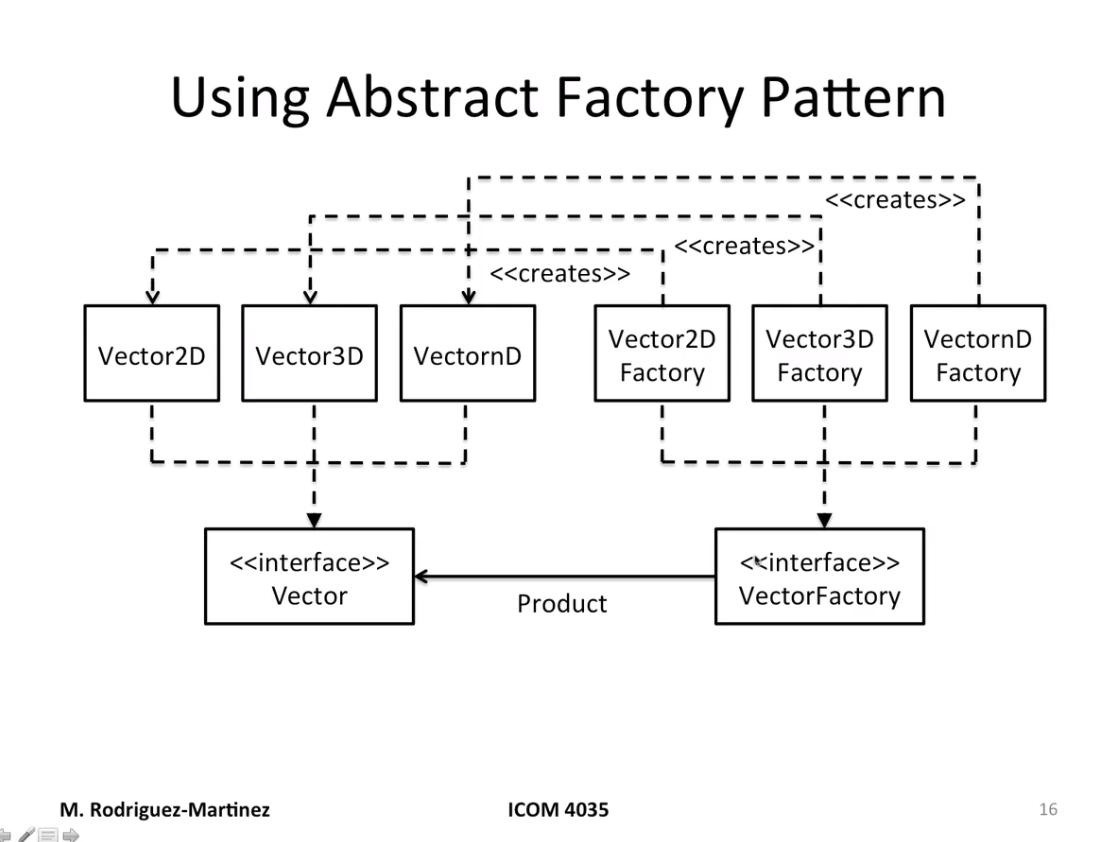 Using Abstract Factory Pattern
<<creates>>
<<creates>>
<<creates>>
Vector2D
Vector3D
VectornD
Vector2D
Factory
Vector3D
Factory
VectornD
Factory
<<interface>>
Vector
Product
<<interface>>
VectorFactory
M. Rodriguez-Martinez
ICOM 4035
16